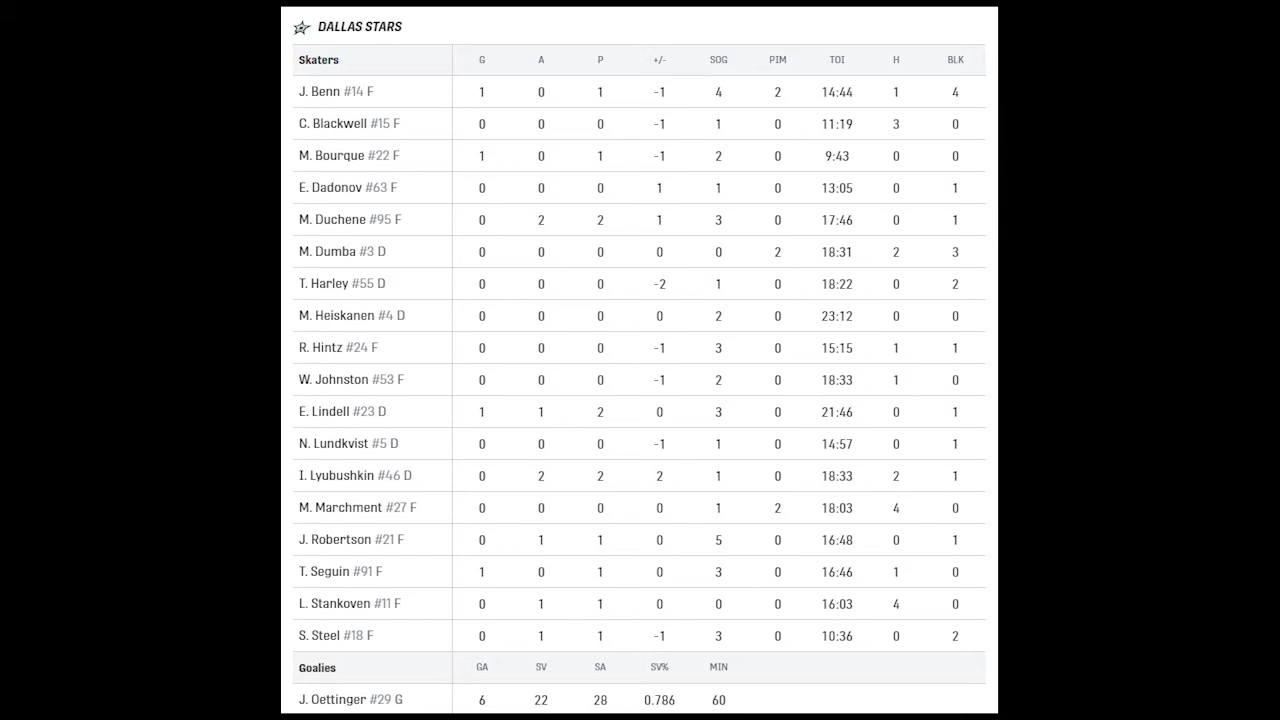 DALLAS STARS
Skaters G A P +/- SOG PIM TOI H BLK
J. Benn #14 F 1 0 1 -1 4 2 14:44 1 4
C. Blackwell #15 F 0 0 0 -1 1 0 11:19 3 0
M. Bourque #22 F 1 0 1 -1 2 0 9:43 0 0
E. Dadonov #63 F 0 0 0 1 1 0 13:05 0 1
M. Duchene #95 F 0 2 2 1 3 0 17:46 0 1
M. Dumba #3 D 0 0 0 0 0 2 18:31 2 3
T. Harley #55 D 0 0 0 -2 1 0 18:22 0 2
M. Heiskanen #4 D 0 0 0 0 2 0 23:12 0 0
R. Hintz #24 F 0 0 0 -1 3 0 15:15 1 1
W. Johnston #53 F 0 0 0 -1 2 0 18:33 1 0
E. Lindell #23 D 1 1 2 0 3 0 21:46 0 1
N. Lundkvist #5 D 0 0 0 -1 1 0 14:57 0 1
I. Lyubushkin #46 D 0 2 2 2 1 0 18:33 2 1
M. Marchment #27 F 0 0 0 0 1 2 18:03 4 0
J. Robertson #21 F 0 1 1 0 5 0 16:48 0 1
T. Seguin #91 F 1 0 1 0 3 0 16:46 1 0
L. Stankoven #11 F 0 1 1 0 0 0 16:03 4 0
S. Steel #18 F 0 1 1 -1 3 0 10:36 0 2
Goalies GA SV SA SV% MIN
J. Oettinger #29 G 6 22 28 0.786 60